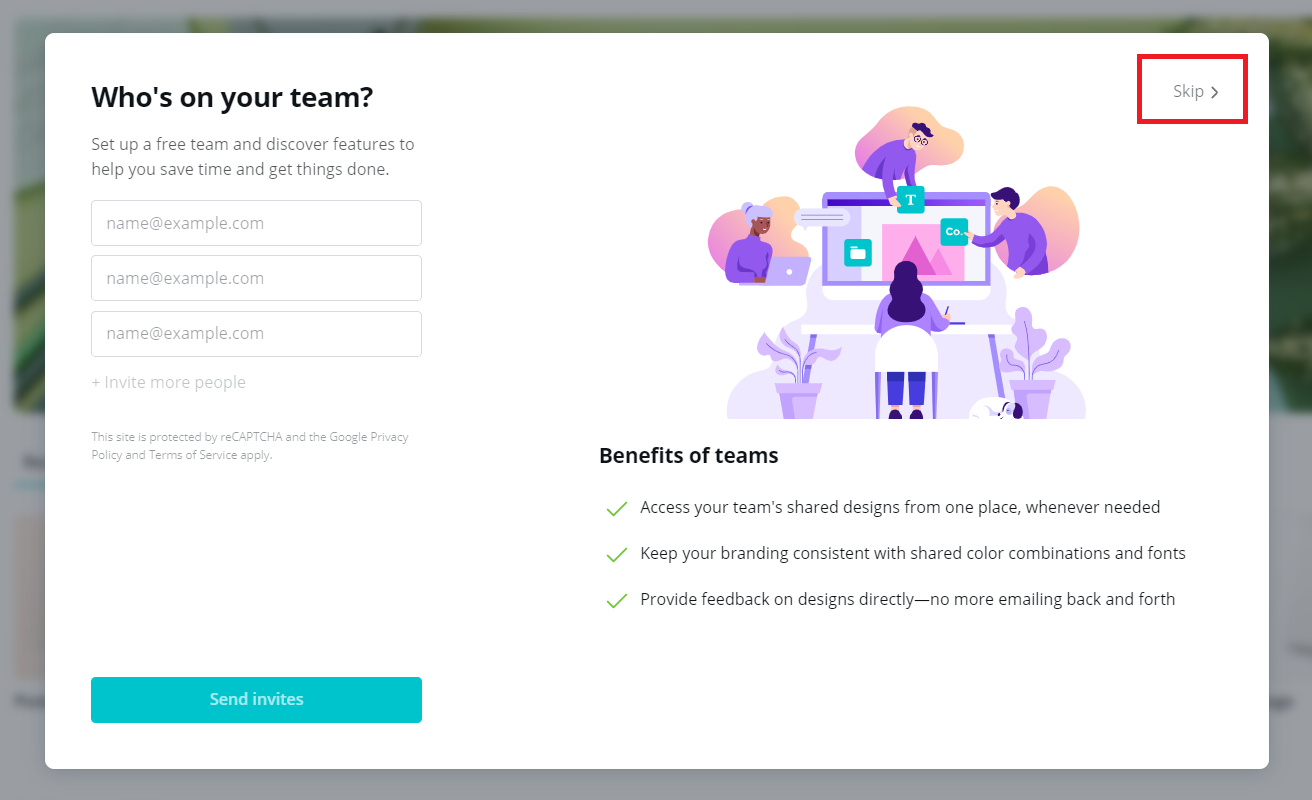 Who's on your team?
Set up a free team and discover features to
help you save time and get things done.
name@example.com
name@example.com
name@example.com
+ Invite more people
This site is protected by reCAPTCHA and the Google Privacy
Policy and Terms of Service apply.
Send invites
Skip
T
Co.
Benefits of teams
Access your team's shared designs from one place, whenever needed
Keep your branding consistent with shared color combinations and fonts
Provide feedback on designs directly—no more emailing back and forth